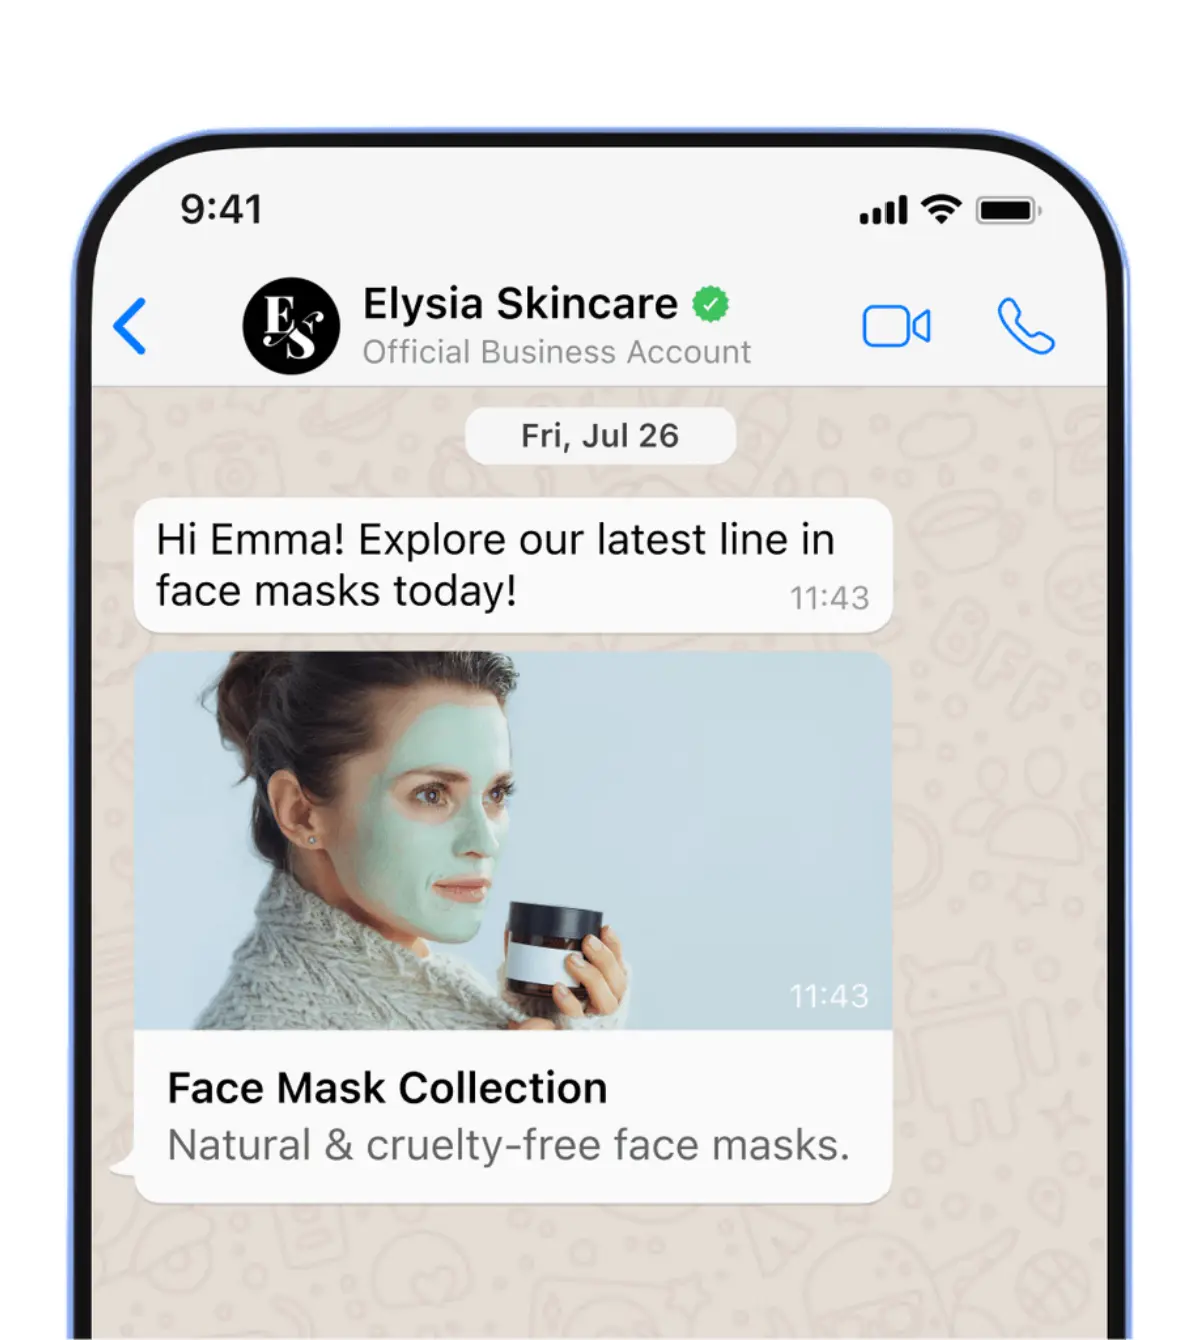 9:41
ES
Elysia Skincare
Official Business Account
Fri, Jul 26
Hi Emma! Explore our latest line in
face masks today!
11:43
11:43
Face Mask Collection
Natural & cruelty-free face masks.
BFF